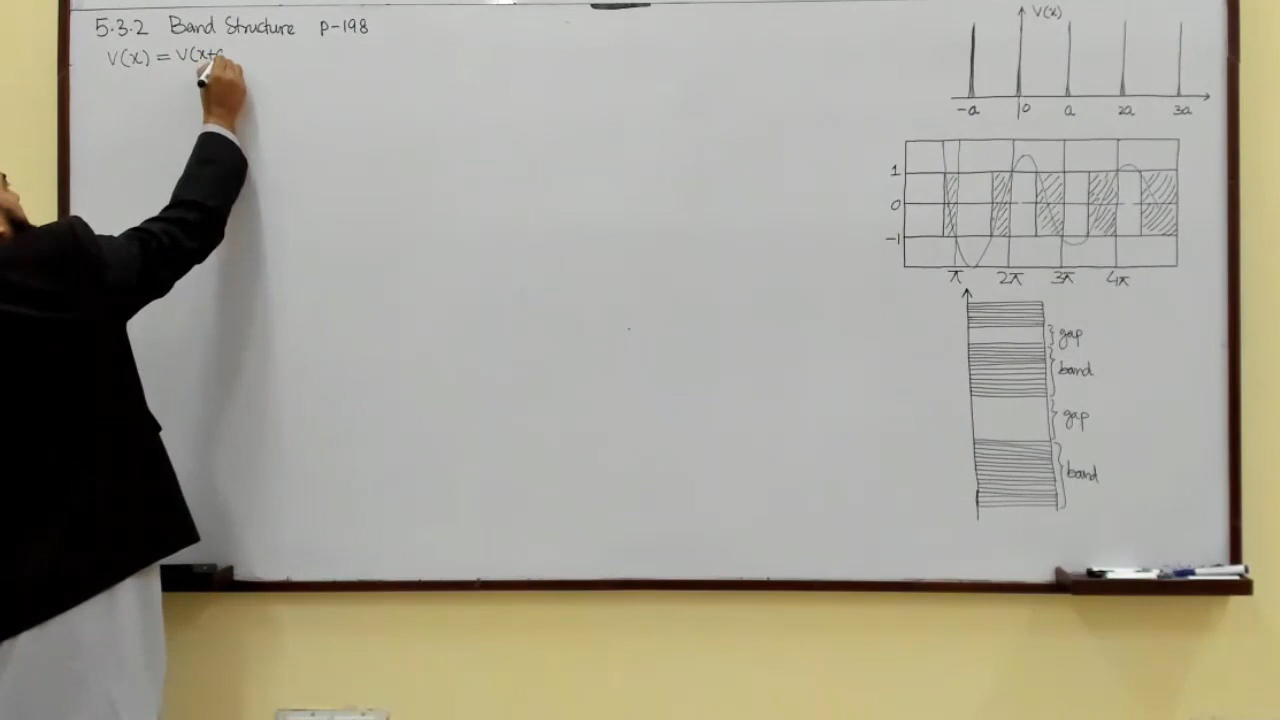 5.3.2 Band Structure P-198
V(x) = V(x+
V(x)
-a 0 a 2a 3a
1
0
-1
π 2π 3π 4π
gap
band
gap
band